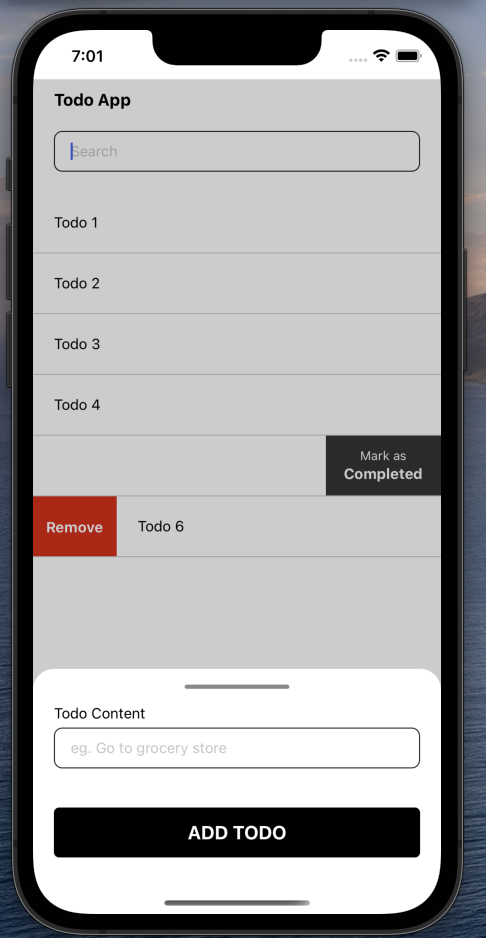 7:01
Todo App
Search
Todo 1
Todo 2
Todo 3
Todo 4
Mark as
Completed
Remove Todo 6
Todo Content
eg. Go to grocery store
ADD TODO